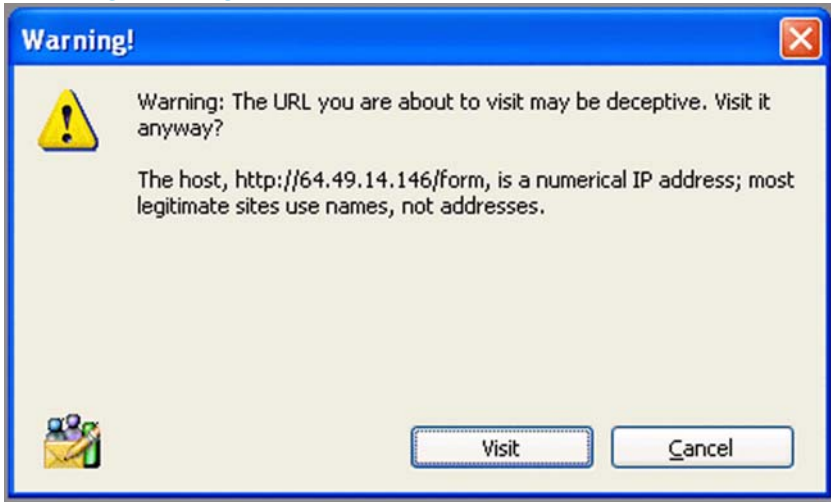 Warning!
Warning: The URL you are about to visit may be deceptive. Visit it
anyway?
The host, http://64.49.14.146/form, is a numerical IP address; most
legitimate sites use names, not addresses.
Visit
Cancel